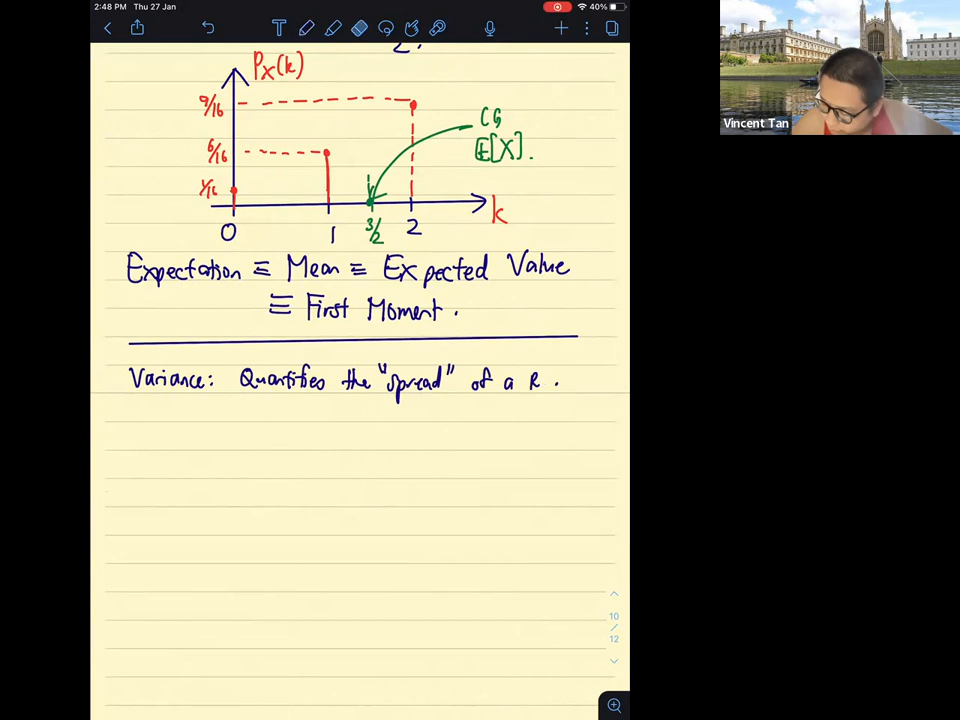 2:48 PM Thu 27 Jan
40%
2.
Px(k)
9/16
CG
6/16
E[X].
1/16
k
0
1
3/2
2
Expectation ≡ Mean ≡ Expected Value
≡ First Moment.
Variance: Quantifies the "spread" of a R.
10
/
12
Vincent Tan